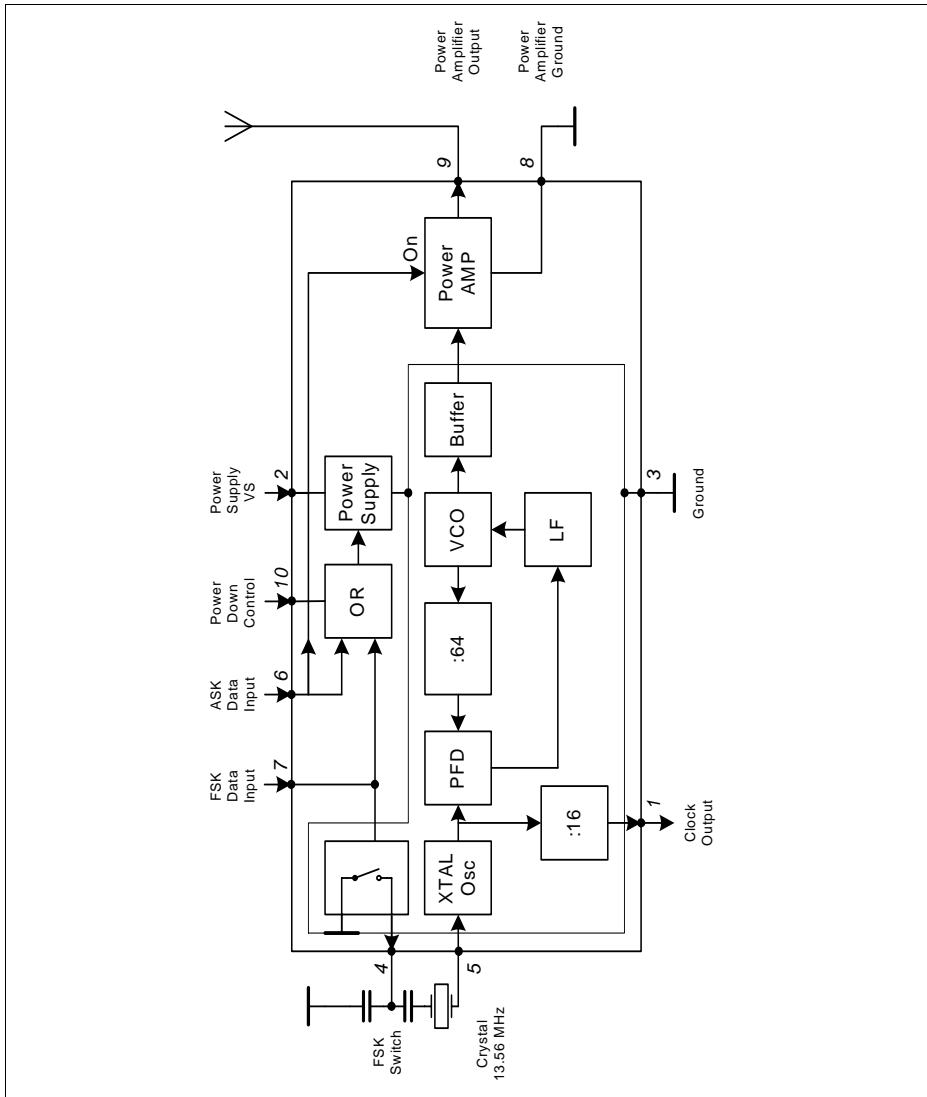 Power
Amplifier
Output
Power
Amplifier
Ground
9
8
On
Power
AMP
Buffer
Power
Supply
VS
2
Power
Supply
VCO
LF
3
Ground
Power
Down
Control
10
OR
:64
ASK
Data
Input
6
FSK
Data
Input
7
PFD
:16
1
Clock
Output
XTAL
Osc
4
5
FSK
Switch
Crystal
13.56 MHz